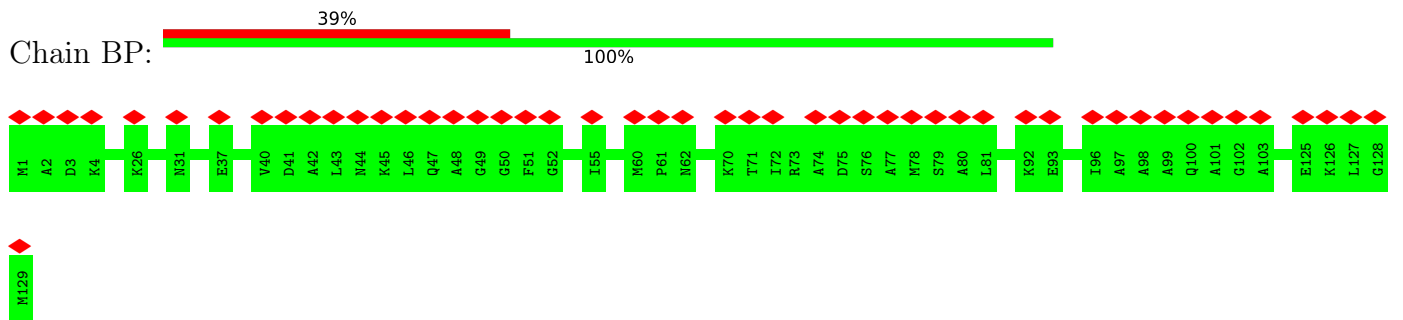 39%
Chain BP:
100%
M1 A2 D3 K4 K26 N31 E37 V40 D41 A42 L43 N44 K45 L46 Q47 A48 G49 G50 F51 G52 I55 M60 P61 N62 K70 T71 I72 R73 A74 D75 S76 A77 M78 S79 A80 L81 K92 E93 I96 A97 A98 A99 Q100 A101 G102 A103 E125 K126 L127 G128
M129